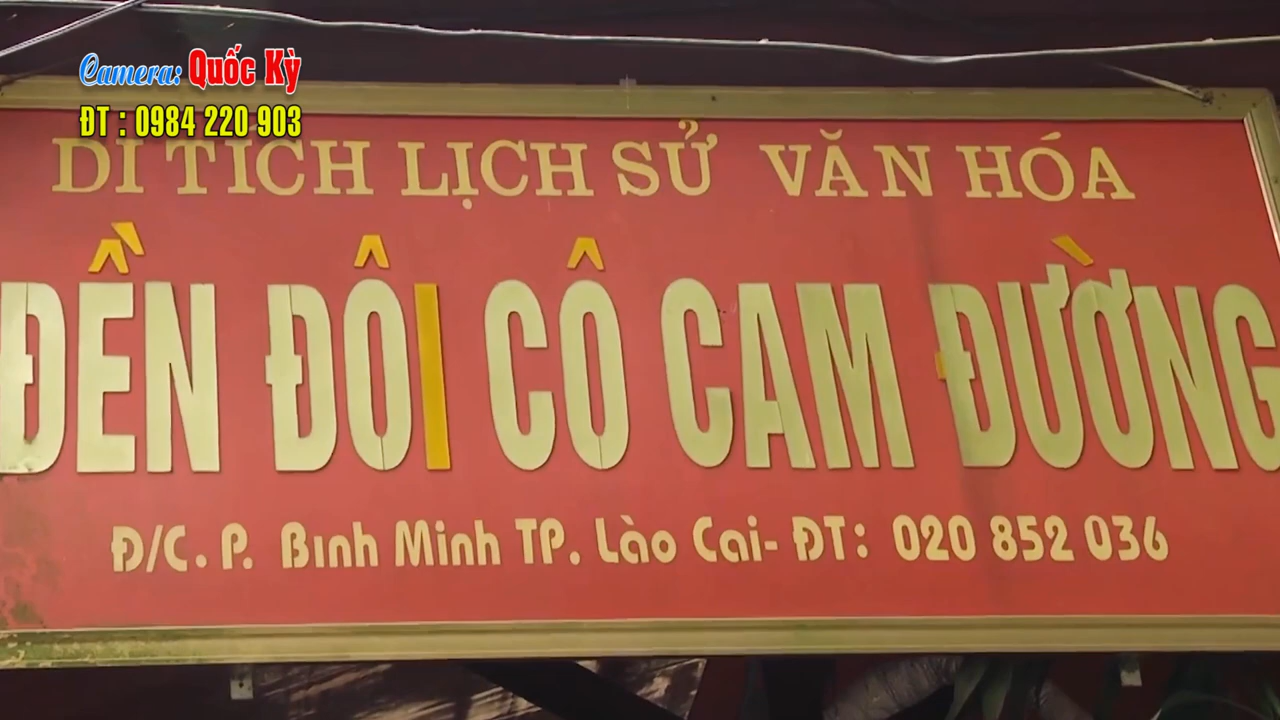 Camera: Quốc Kỳ
ĐT : 0984 220 903
DI TÍCH LỊCH SỬ VĂN HÓA
ĐỀN ĐÔI CÔ CAM ĐƯỜNG
Đ/C. P. Bình Minh TP. Lào Cai- ĐT: 020 852 036